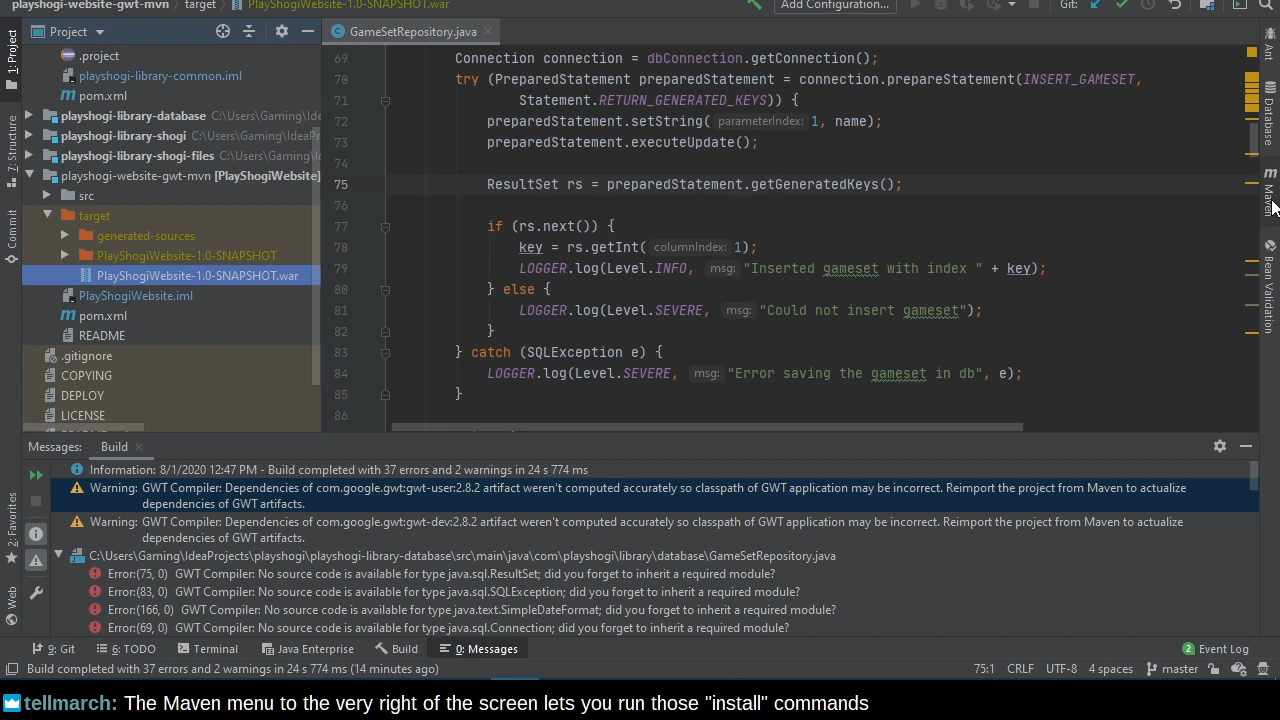 playshogi-website-gwt-mvn target PlayShogiWebsite-1.0-SNAPSHOT.war Add Configuration... Git:
Project GameSetRepository.java
1: Project
7: Structure
Commit
2: Favorites
Web
.project
playshogi-library-common.iml
pom.xml
playshogi-library-database C:\Users\Gaming\Ide
playshogi-library-shogi C:\Users\Gaming\IdeaPr
playshogi-library-shogi-files C:\Users\Gaming\I
playshogi-website-gwt-mvn [PlayShogiWebsite]
src
target
generated-sources
PlayShogiWebsite-1.0-SNAPSHOT
PlayShogiWebsite-1.0-SNAPSHOT.war
PlayShogiWebsite.iml
pom.xml
README
.gitignore
COPYING
DEPLOY
LICENSE
69 Connection connection = dbConnection.getConnection();
70 try (PreparedStatement preparedStatement = connection.prepareStatement(INSERT_GAMESET,
71 Statement.RETURN_GENERATED_KEYS)) {
72 preparedStatement.setString( parameterIndex: 1, name);
73 preparedStatement.executeUpdate();
74
75 ResultSet rs = preparedStatement.getGeneratedKeys();
76
77 if (rs.next()) {
78 key = rs.getInt( columnIndex: 1);
79 LOGGER.log(Level.INFO, msg: "Inserted gameset with index " + key);
80 } else {
81 LOGGER.log(Level.SEVERE, msg: "Could not insert gameset");
82 }
83 } catch (SQLException e) {
84 LOGGER.log(Level.SEVERE, msg: "Error saving the gameset in db", e);
85 }
86
Ant
Database
Maven
Bean Validation
Messages: Build
Information: 8/1/2020 12:47 PM - Build completed with 37 errors and 2 warnings in 24 s 774 ms
Warning: GWT Compiler: Dependencies of com.google.gwt:gwt-user:2.8.2 artifact weren't computed accurately so classpath of GWT application may be incorrect. Reimport the project from Maven to actualize
dependencies of GWT artifacts.
Warning: GWT Compiler: Dependencies of com.google.gwt:gwt-dev:2.8.2 artifact weren't computed accurately so classpath of GWT application may be incorrect. Reimport the project from Maven to actualize
dependencies of GWT artifacts.
C:\Users\Gaming\IdeaProjects\playshogi\playshogi-library-database\src\main\java\com\playshogi\library\database\GameSetRepository.java
Error:(75, 0) GWT Compiler: No source code is available for type java.sql.ResultSet; did you forget to inherit a required module?
Error:(83, 0) GWT Compiler: No source code is available for type java.sql.SQLException; did you forget to inherit a required module?
Error:(166, 0) GWT Compiler: No source code is available for type java.text.SimpleDateFormat; did you forget to inherit a required module?
Error:(69, 0) GWT Compiler: No source code is available for type java.sql.Connection; did you forget to inherit a required module?
9: Git 6: TODO Terminal Java Enterprise Build 0: Messages 2 Event Log
Build completed with 37 errors and 2 warnings in 24 s 774 ms (14 minutes ago) 75:1 CRLF UTF-8 4 spaces master
tellmarch: The Maven menu to the very right of the screen lets you run those "install" commands